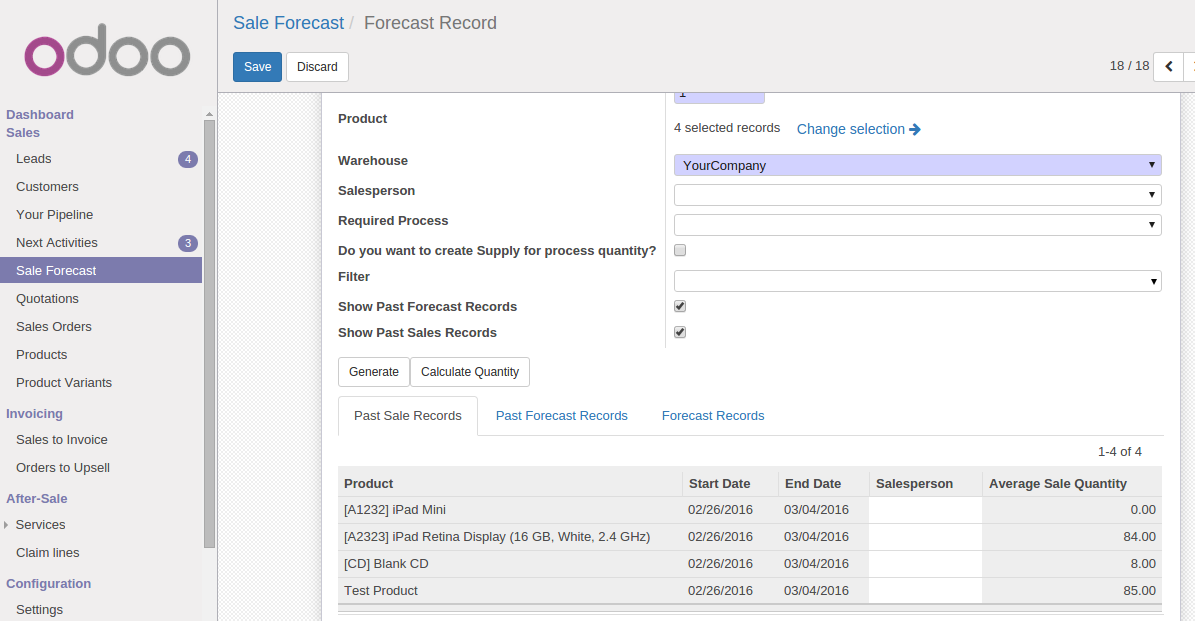 odoo
Dashboard
Sales
Leads 4
Customers
Your Pipeline
Next Activities 3
Sale Forecast
Quotations
Sales Orders
Products
Product Variants
Invoicing
Sales to Invoice
Orders to Upsell
After-Sale
Services
Claim lines
Configuration
Settings
Sale Forecast / Forecast Record
Save Discard 18 / 18
Product 4 selected records Change selection
Warehouse YourCompany
Salesperson
Required Process
Do you want to create Supply for process quantity?
Filter
Show Past Forecast Records
Show Past Sales Records
Generate Calculate Quantity
Past Sale Records Past Forecast Records Forecast Records
1-4 of 4
Product Start Date End Date Salesperson Average Sale Quantity
[A1232] iPad Mini 02/26/2016 03/04/2016 0.00
[A2323] iPad Retina Display (16 GB, White, 2.4 GHz) 02/26/2016 03/04/2016 84.00
[CD] Blank CD 02/26/2016 03/04/2016 8.00
Test Product 02/26/2016 03/04/2016 85.00